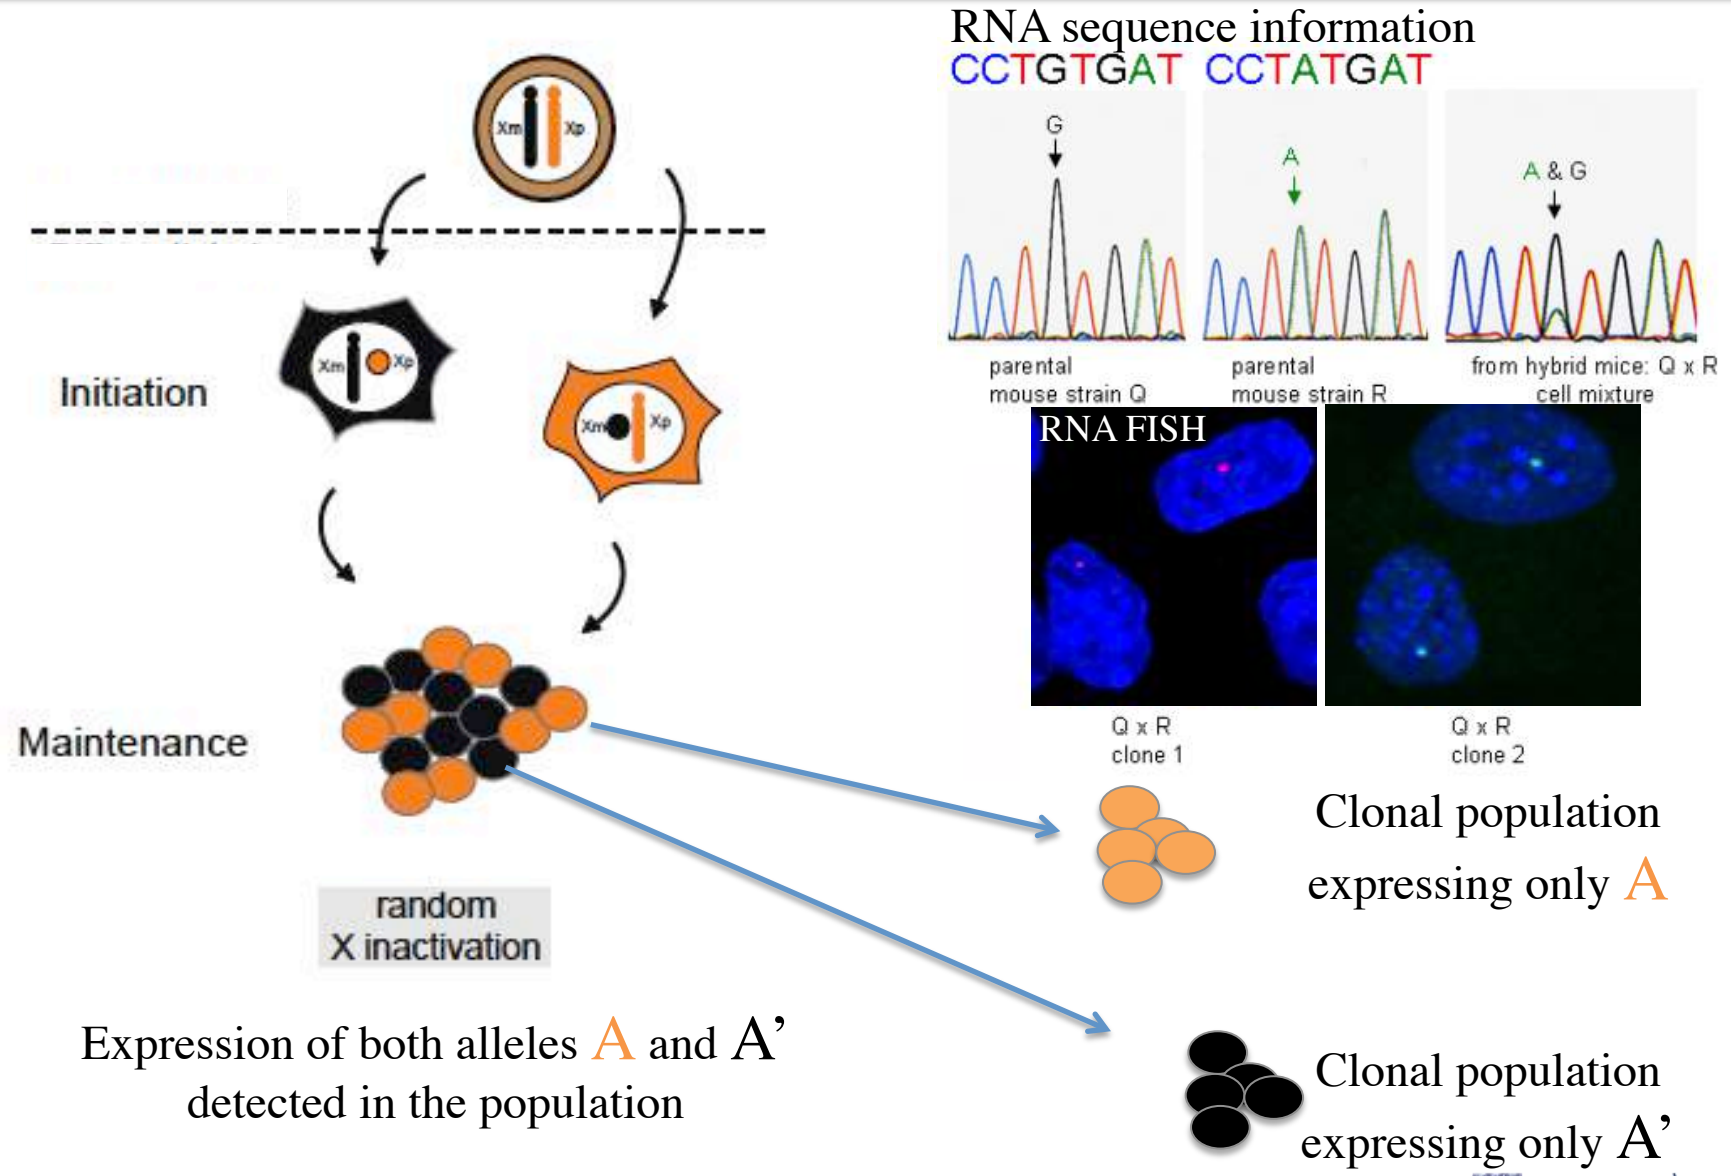 RNA sequence information
CCTGTGAT CCTATGAT
G
A
A & G
parental
mouse strain Q
parental
mouse strain R
from hybrid mice: Q x R
cell mixture
RNA FISH
Q x R
clone 1
Q x R
clone 2
Xm Xp
Initiation
Xm Xp
Xm Xp
Maintenance
random
X inactivation
Expression of both alleles A and A’
detected in the population
Clonal population
expressing only A
Clonal population
expressing only A’